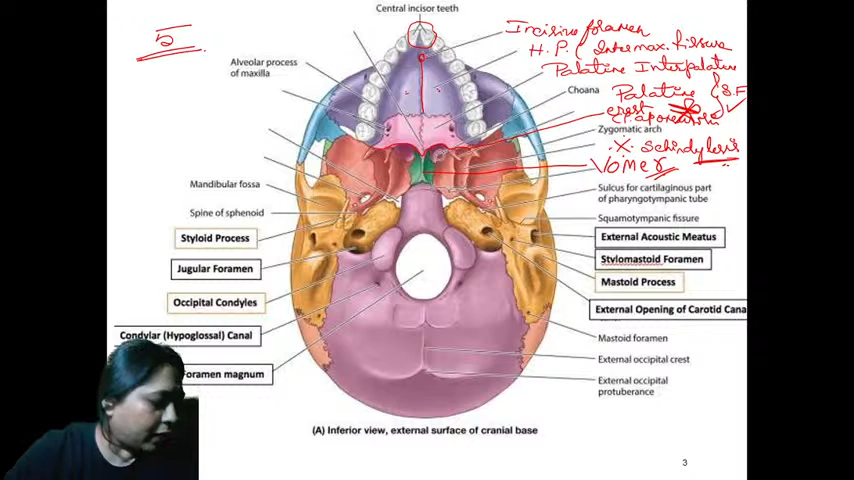 Central incisor teeth
5
Incisive foramen
H.P. ( Intermax. fissure
Palatine Interpalatine
Palatine
S.F
crest
Alveolar process
of maxilla
Choana
Zygomatic arch
Schindylesis
Vomer
Mandibular fossa
Spine of sphenoid
Sulcus for cartilaginous part
of pharyngotympanic tube
Squamotympanic fissure
Styloid Process
External Acoustic Meatus
Jugular Foramen
Stylomastoid Foramen
Mastoid Process
Occipital Condyles
External Opening of Carotid Cana
Condylar (Hypoglossal) Canal
Mastoid foramen
External occipital crest
Foramen magnum
External occipital
protuberance
(A) Inferior view, external surface of cranial base
3